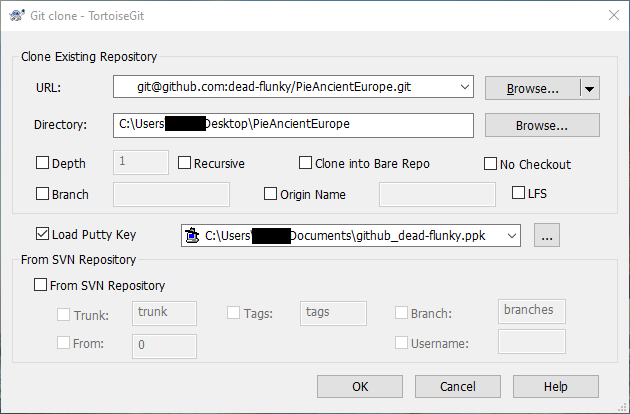 Git clone - TortoiseGit
Clone Existing Repository
URL: git@github.com:dead-flunky/PieAncientEurope.git Browse...
Directory: C:\Users Desktop\PieAncientEurope Browse...
Depth 1 Recursive Clone into Bare Repo No Checkout
Branch Origin Name LFS
Load Putty Key C:\Users Documents\github_dead-flunky.ppk ...
From SVN Repository
From SVN Repository
Trunk: trunk Tags: tags Branch: branches
From: 0 Username:
OK Cancel Help